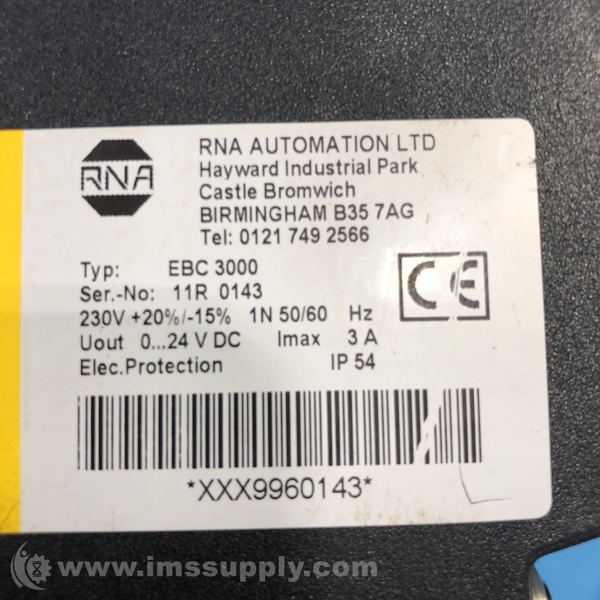 RNA
RNA AUTOMATION LTD
Hayward Industrial Park
Castle Bromwich
BIRMINGHAM B35 7AG
Tel: 0121 749 2566
Typ: EBC 3000
Ser.-No: 11R 0143
230V +20%/-15% 1N 50/60 Hz
Uout 0...24 V DC Imax 3 A
Elec.Protection IP 54
CE
*XXX9960143*
www.imssupply.com